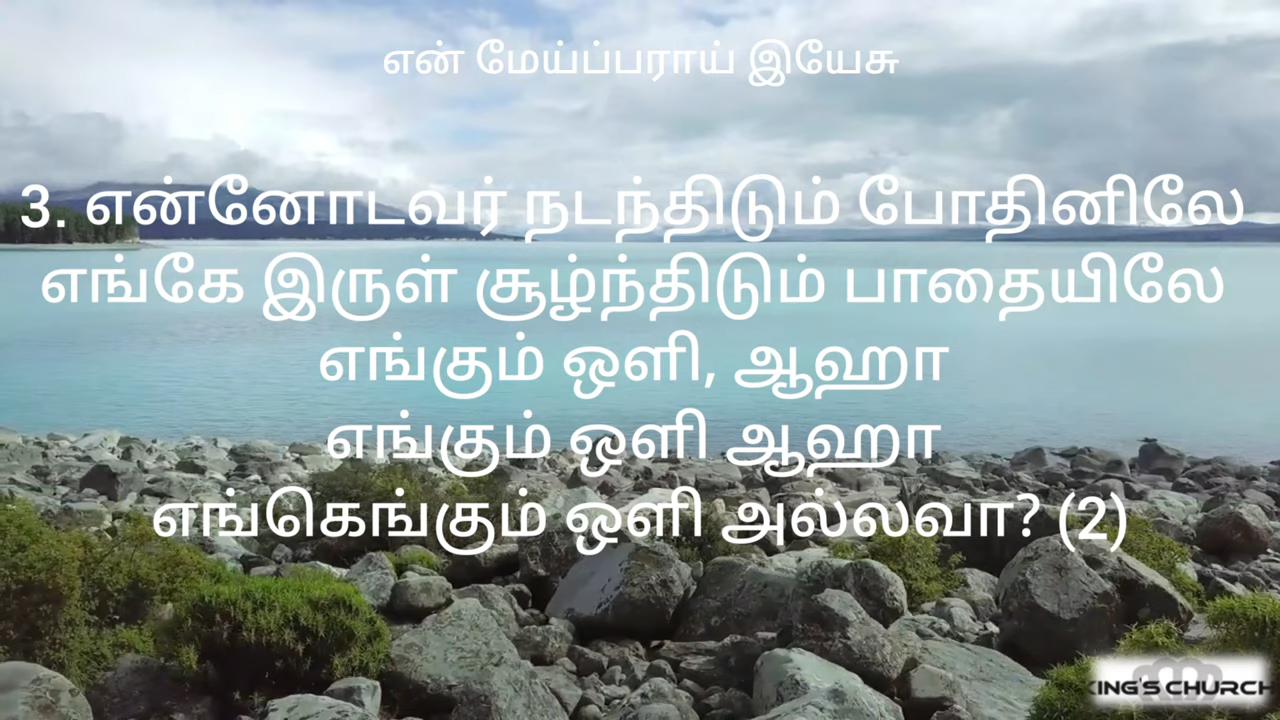 என் மேய்ப்பராய் இயேசு
3. என்னோடவர் நடந்திடும் போதினிலே
எங்கே இருள் சூழ்ந்திடும் பாதையிலே
எங்கும் ஒளி, ஆஹா
எங்கும் ஒளி ஆஹா
எங்கெங்கும் ஒளி அல்லவா? (2)
KING'S CHURCH